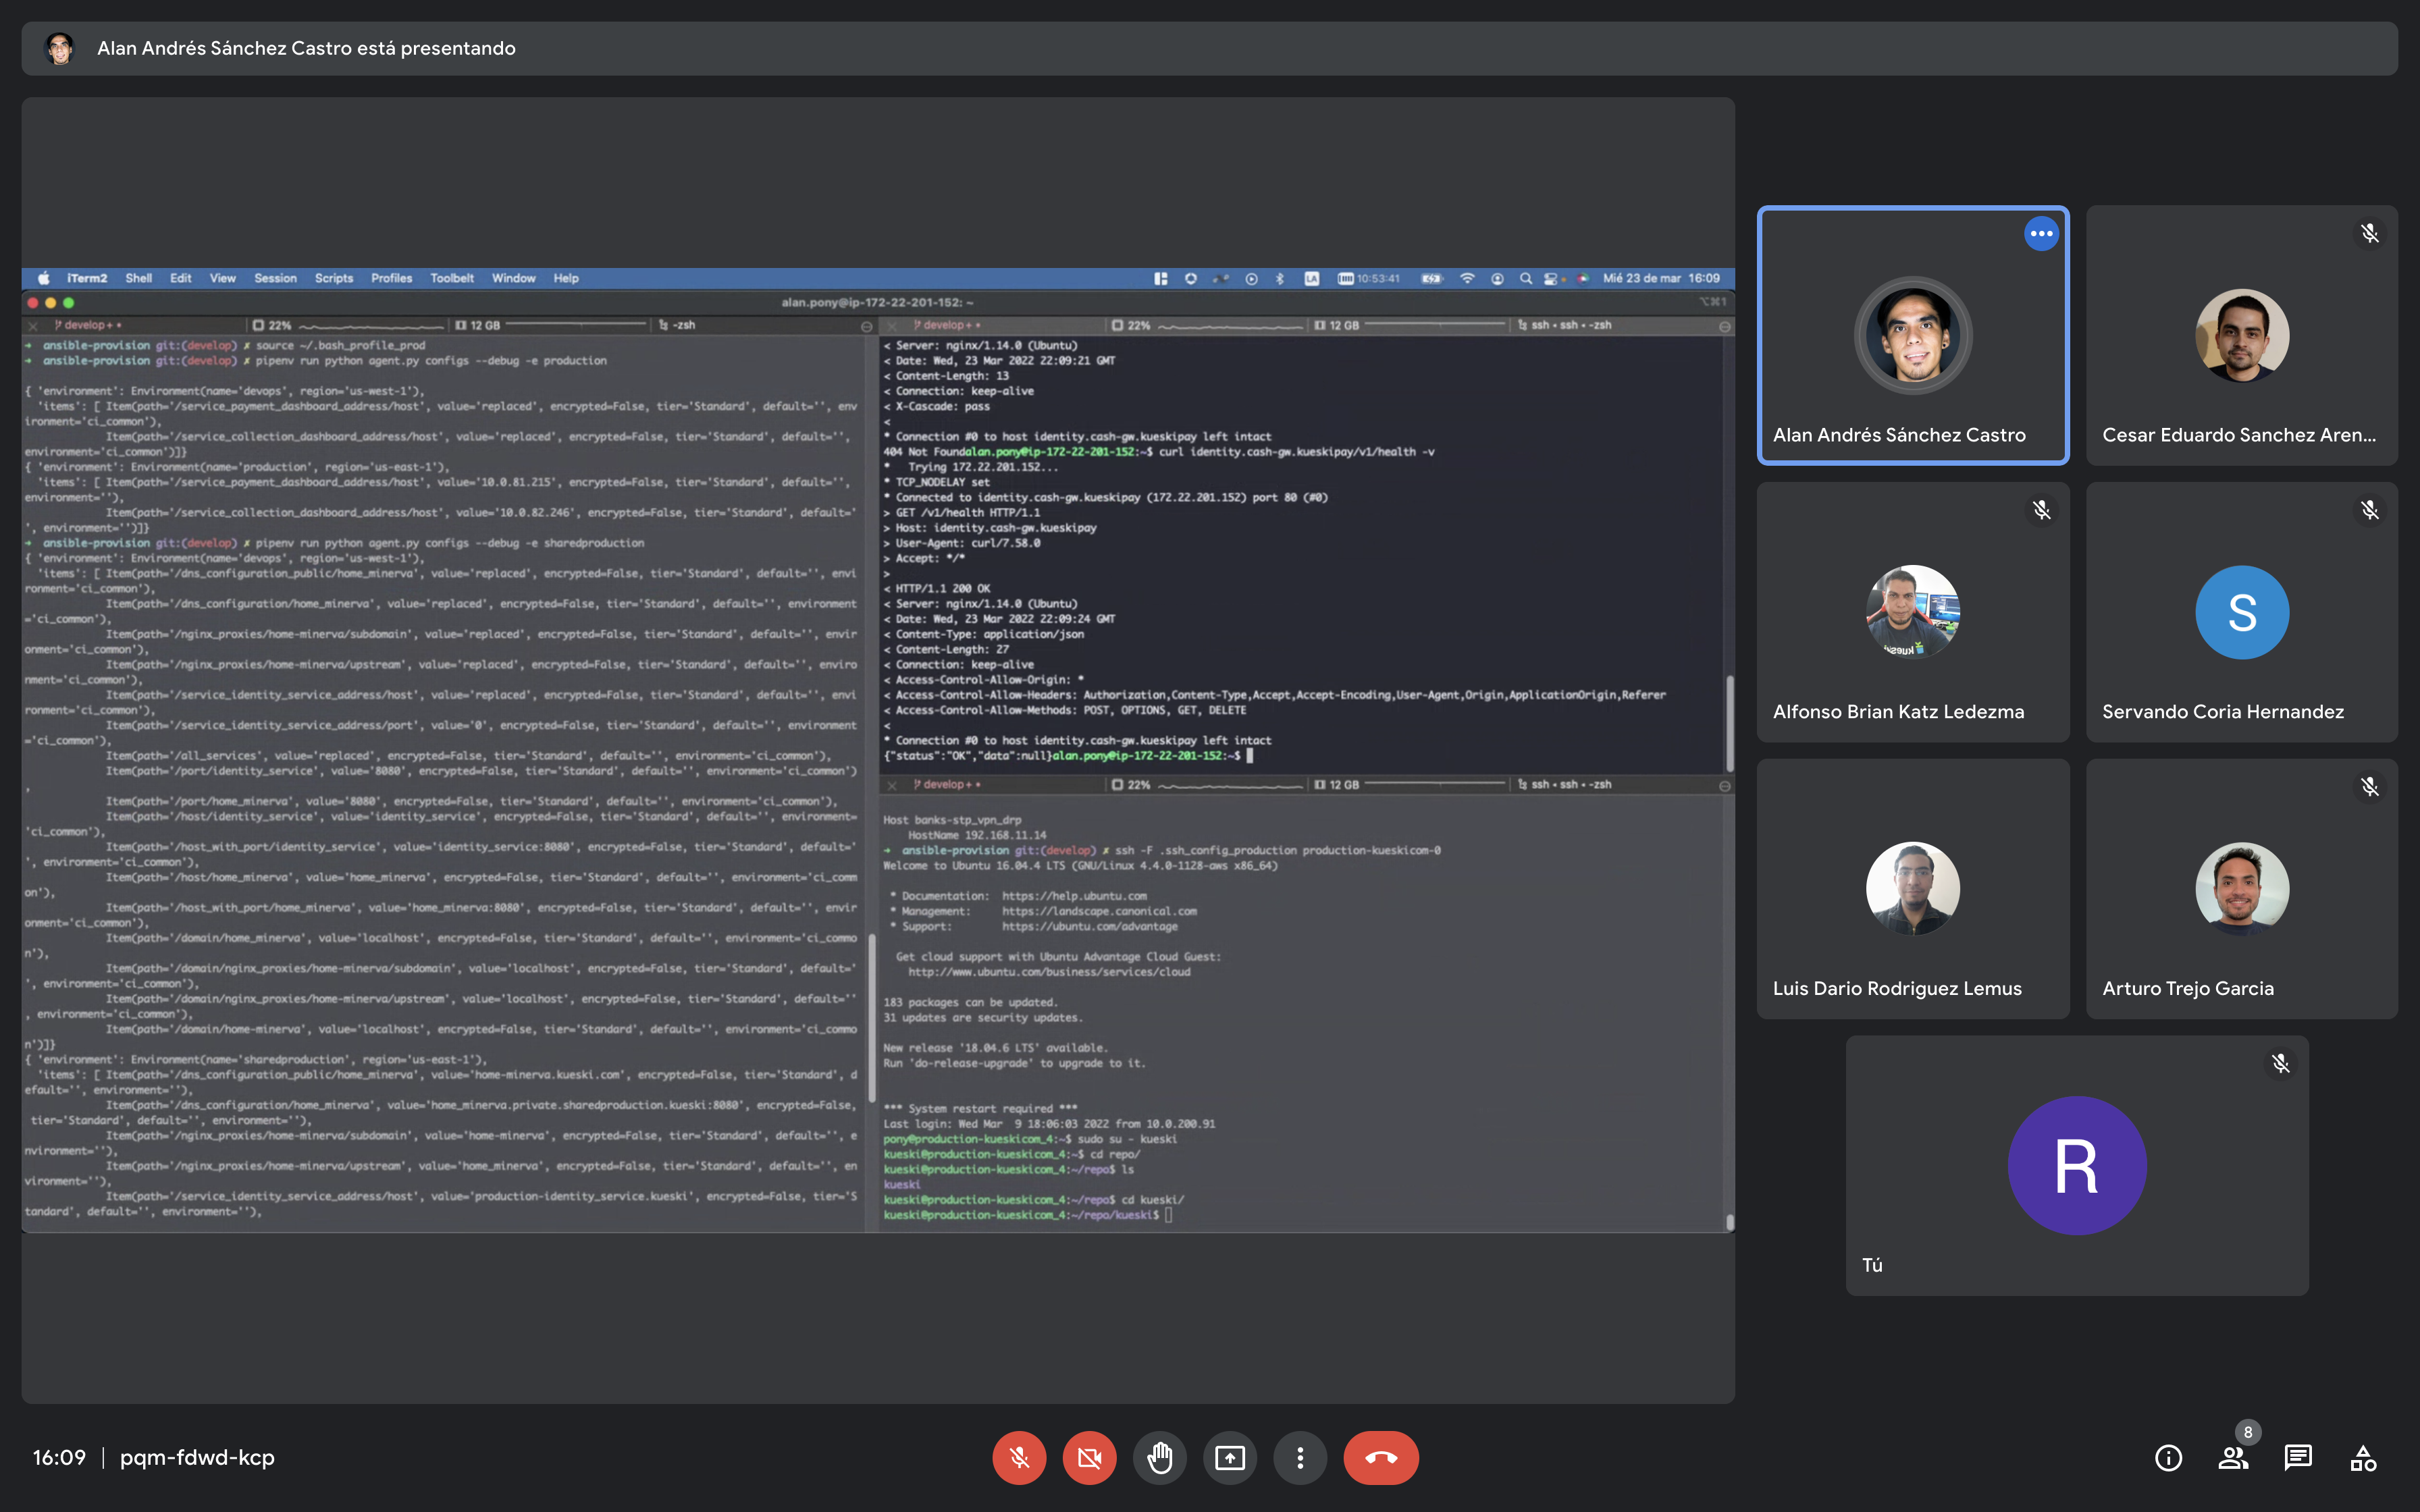 Alan Andrés Sánchez Castro está presentando
iTerm2 Shell Edit View Session Scripts Profiles Toolbelt Window Help
LA 10:53:41 Mié 23 de mar 16:09
alan.pony@ip-172-22-201-152: ~
⌥⌘1
develop+ • 22% 12 GB -zsh
→ ansible-provision git:(develop) ✗ source ~/.bash_profile_prod
→ ansible-provision git:(develop) ✗ pipenv run python agent.py configs --debug -e production
{ 'environment': Environment(name='devops', region='us-west-1'),
'items': [ Item(path='/service_payment_dashboard_address/host', value='replaced', encrypted=False, tier='Standard', default='', env
ironment='ci_common'),
Item(path='/service_collection_dashboard_address/host', value='replaced', encrypted=False, tier='Standard', default='',
environment='ci_common')]}
{ 'environment': Environment(name='production', region='us-east-1'),
'items': [ Item(path='/service_payment_dashboard_address/host', value='10.0.81.215', encrypted=False, tier='Standard', default='',
environment=''),
Item(path='/service_collection_dashboard_address/host', value='10.0.82.246', encrypted=False, tier='Standard', default='
', environment='')]}
→ ansible-provision git:(develop) ✗ pipenv run python agent.py configs --debug -e sharedproduction
{ 'environment': Environment(name='devops', region='us-west-1'),
'items': [ Item(path='/dns_configuration_public/home_minerva', value='replaced', encrypted=False, tier='Standard', default='', envi
ronment='ci_common'),
Item(path='/dns_configuration/home_minerva', value='replaced', encrypted=False, tier='Standard', default='', environment
='ci_common'),
Item(path='/nginx_proxies/home-minerva/subdomain', value='replaced', encrypted=False, tier='Standard', default='', envir
onment='ci_common'),
Item(path='/nginx_proxies/home-minerva/upstream', value='replaced', encrypted=False, tier='Standard', default='', enviro
nment='ci_common'),
Item(path='/service_identity_service_address/host', value='replaced', encrypted=False, tier='Standard', default='', envi
ronment='ci_common'),
Item(path='/service_identity_service_address/port', value='0', encrypted=False, tier='Standard', default='', environment
='ci_common'),
Item(path='/all_services', value='replaced', encrypted=False, tier='Standard', default='', environment='ci_common'),
Item(path='/port/identity_service', value='8080', encrypted=False, tier='Standard', default='', environment='ci_common')
,
Item(path='/port/home_minerva', value='8080', encrypted=False, tier='Standard', default='', environment='ci_common'),
Item(path='/host/identity_service', value='identity_service', encrypted=False, tier='Standard', default='', environment=
'ci_common'),
Item(path='/host_with_port/identity_service', value='identity_service:8080', encrypted=False, tier='Standard', default='
', environment='ci_common'),
Item(path='/host/home_minerva', value='home_minerva', encrypted=False, tier='Standard', default='', environment='ci_comm
on'),
Item(path='/host_with_port/home_minerva', value='home_minerva:8080', encrypted=False, tier='Standard', default='', envir
onment='ci_common'),
Item(path='/domain/home_minerva', value='localhost', encrypted=False, tier='Standard', default='', environment='ci_commo
n'),
Item(path='/domain/nginx_proxies/home-minerva/subdomain', value='localhost', encrypted=False, tier='Standard', default='
', environment='ci_common'),
Item(path='/domain/nginx_proxies/home-minerva/upstream', value='localhost', encrypted=False, tier='Standard', default=''
, environment='ci_common'),
Item(path='/domain/home-minerva', value='localhost', encrypted=False, tier='Standard', default='', environment='ci_commo
n')]}
{ 'environment': Environment(name='sharedproduction', region='us-east-1'),
'items': [ Item(path='/dns_configuration_public/home_minerva', value='home-minerva.kueski.com', encrypted=False, tier='Standard', d
efault='', environment=''),
Item(path='/dns_configuration/home_minerva', value='home_minerva.private.sharedproduction.kueski:8080', encrypted=False,
tier='Standard', default='', environment=''),
Item(path='/nginx_proxies/home-minerva/subdomain', value='home-minerva', encrypted=False, tier='Standard', default='', e
nvironment=''),
Item(path='/nginx_proxies/home-minerva/upstream', value='home_minerva', encrypted=False, tier='Standard', default='', en
vironment=''),
Item(path='/service_identity_service_address/host', value='production-identity_service.kueski', encrypted=False, tier='S
tandard', default='', environment=''),
develop+ • 22% 12 GB ssh • ssh • -zsh
< Server: nginx/1.14.0 (Ubuntu)
< Date: Wed, 23 Mar 2022 22:09:21 GMT
< Content-Length: 13
< Connection: keep-alive
< X-Cascade: pass
<
* Connection #0 to host identity.cash-gw.kueskipay left intact
404 Not Foundalan.pony@ip-172-22-201-152:~$ curl identity.cash-gw.kueskipay/v1/health -v
* Trying 172.22.201.152...
* TCP_NODELAY set
* Connected to identity.cash-gw.kueskipay (172.22.201.152) port 80 (#0)
> GET /v1/health HTTP/1.1
> Host: identity.cash-gw.kueskipay
> User-Agent: curl/7.58.0
> Accept: */*
>
< HTTP/1.1 200 OK
< Server: nginx/1.14.0 (Ubuntu)
< Date: Wed, 23 Mar 2022 22:09:24 GMT
< Content-Type: application/json
< Content-Length: 27
< Connection: keep-alive
< Access-Control-Allow-Origin: *
< Access-Control-Allow-Headers: Authorization,Content-Type,Accept,Accept-Encoding,User-Agent,Origin,ApplicationOrigin,Referer
< Access-Control-Allow-Methods: POST, OPTIONS, GET, DELETE
<
* Connection #0 to host identity.cash-gw.kueskipay left intact
{"status":"OK","data":null}alan.pony@ip-172-22-201-152:~$
develop+ • 22% 12 GB ssh • ssh • -zsh
Host banks-stp_vpn_drp
HostName 192.168.11.14
→ ansible-provision git:(develop) ✗ ssh -F .ssh_config_production production-kueskicom-0
Welcome to Ubuntu 16.04.4 LTS (GNU/Linux 4.4.0-1128-aws x86_64)
* Documentation: https://help.ubuntu.com
* Management: https://landscape.canonical.com
* Support: https://ubuntu.com/advantage
Get cloud support with Ubuntu Advantage Cloud Guest:
http://www.ubuntu.com/business/services/cloud
183 packages can be updated.
31 updates are security updates.
New release '18.04.6 LTS' available.
Run 'do-release-upgrade' to upgrade to it.
*** System restart required ***
Last login: Wed Mar 9 18:06:03 2022 from 10.0.200.91
pony@production-kueskicom_4:~$ sudo su - kueski
kueski@production-kueskicom_4:~$ cd repo/
kueski@production-kueskicom_4:~/repo$ ls
kueski
kueski@production-kueskicom_4:~/repo$ cd kueski/
kueski@production-kueskicom_4:~/repo/kueski$
Alan Andrés Sánchez Castro
Cesar Eduardo Sanchez Aren...
Alfonso Brian Katz Ledezma
S
Servando Coria Hernandez
Luis Dario Rodriguez Lemus
Arturo Trejo Garcia
R
Tú
16:09 | pqm-fdwd-kcp
8